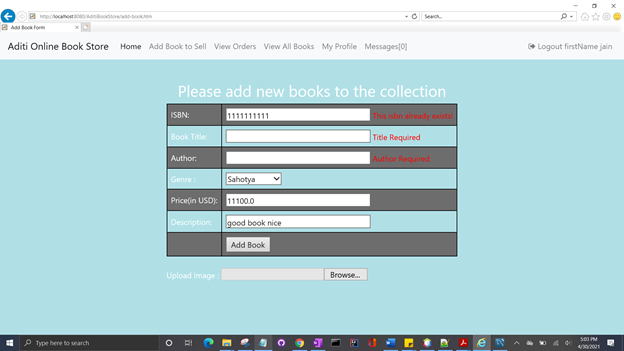 http://localhost:8080/AditiBookStore/add-book.htm
Search...
Add Book Form
Aditi Online Book Store Home Add Book to Sell View Orders View All Books My Profile Messages[0] Logout firstName jain
Please add new books to the collection
ISBN: 1111111111 This isbn already exists!
Book Title: Title Required
Author: Author Required
Genre : Sahotya
Price(in USD): 11100.0
Description: good book nice
Add Book
Upload Image : Browse...
Type here to search
5:03 PM
4/30/2021